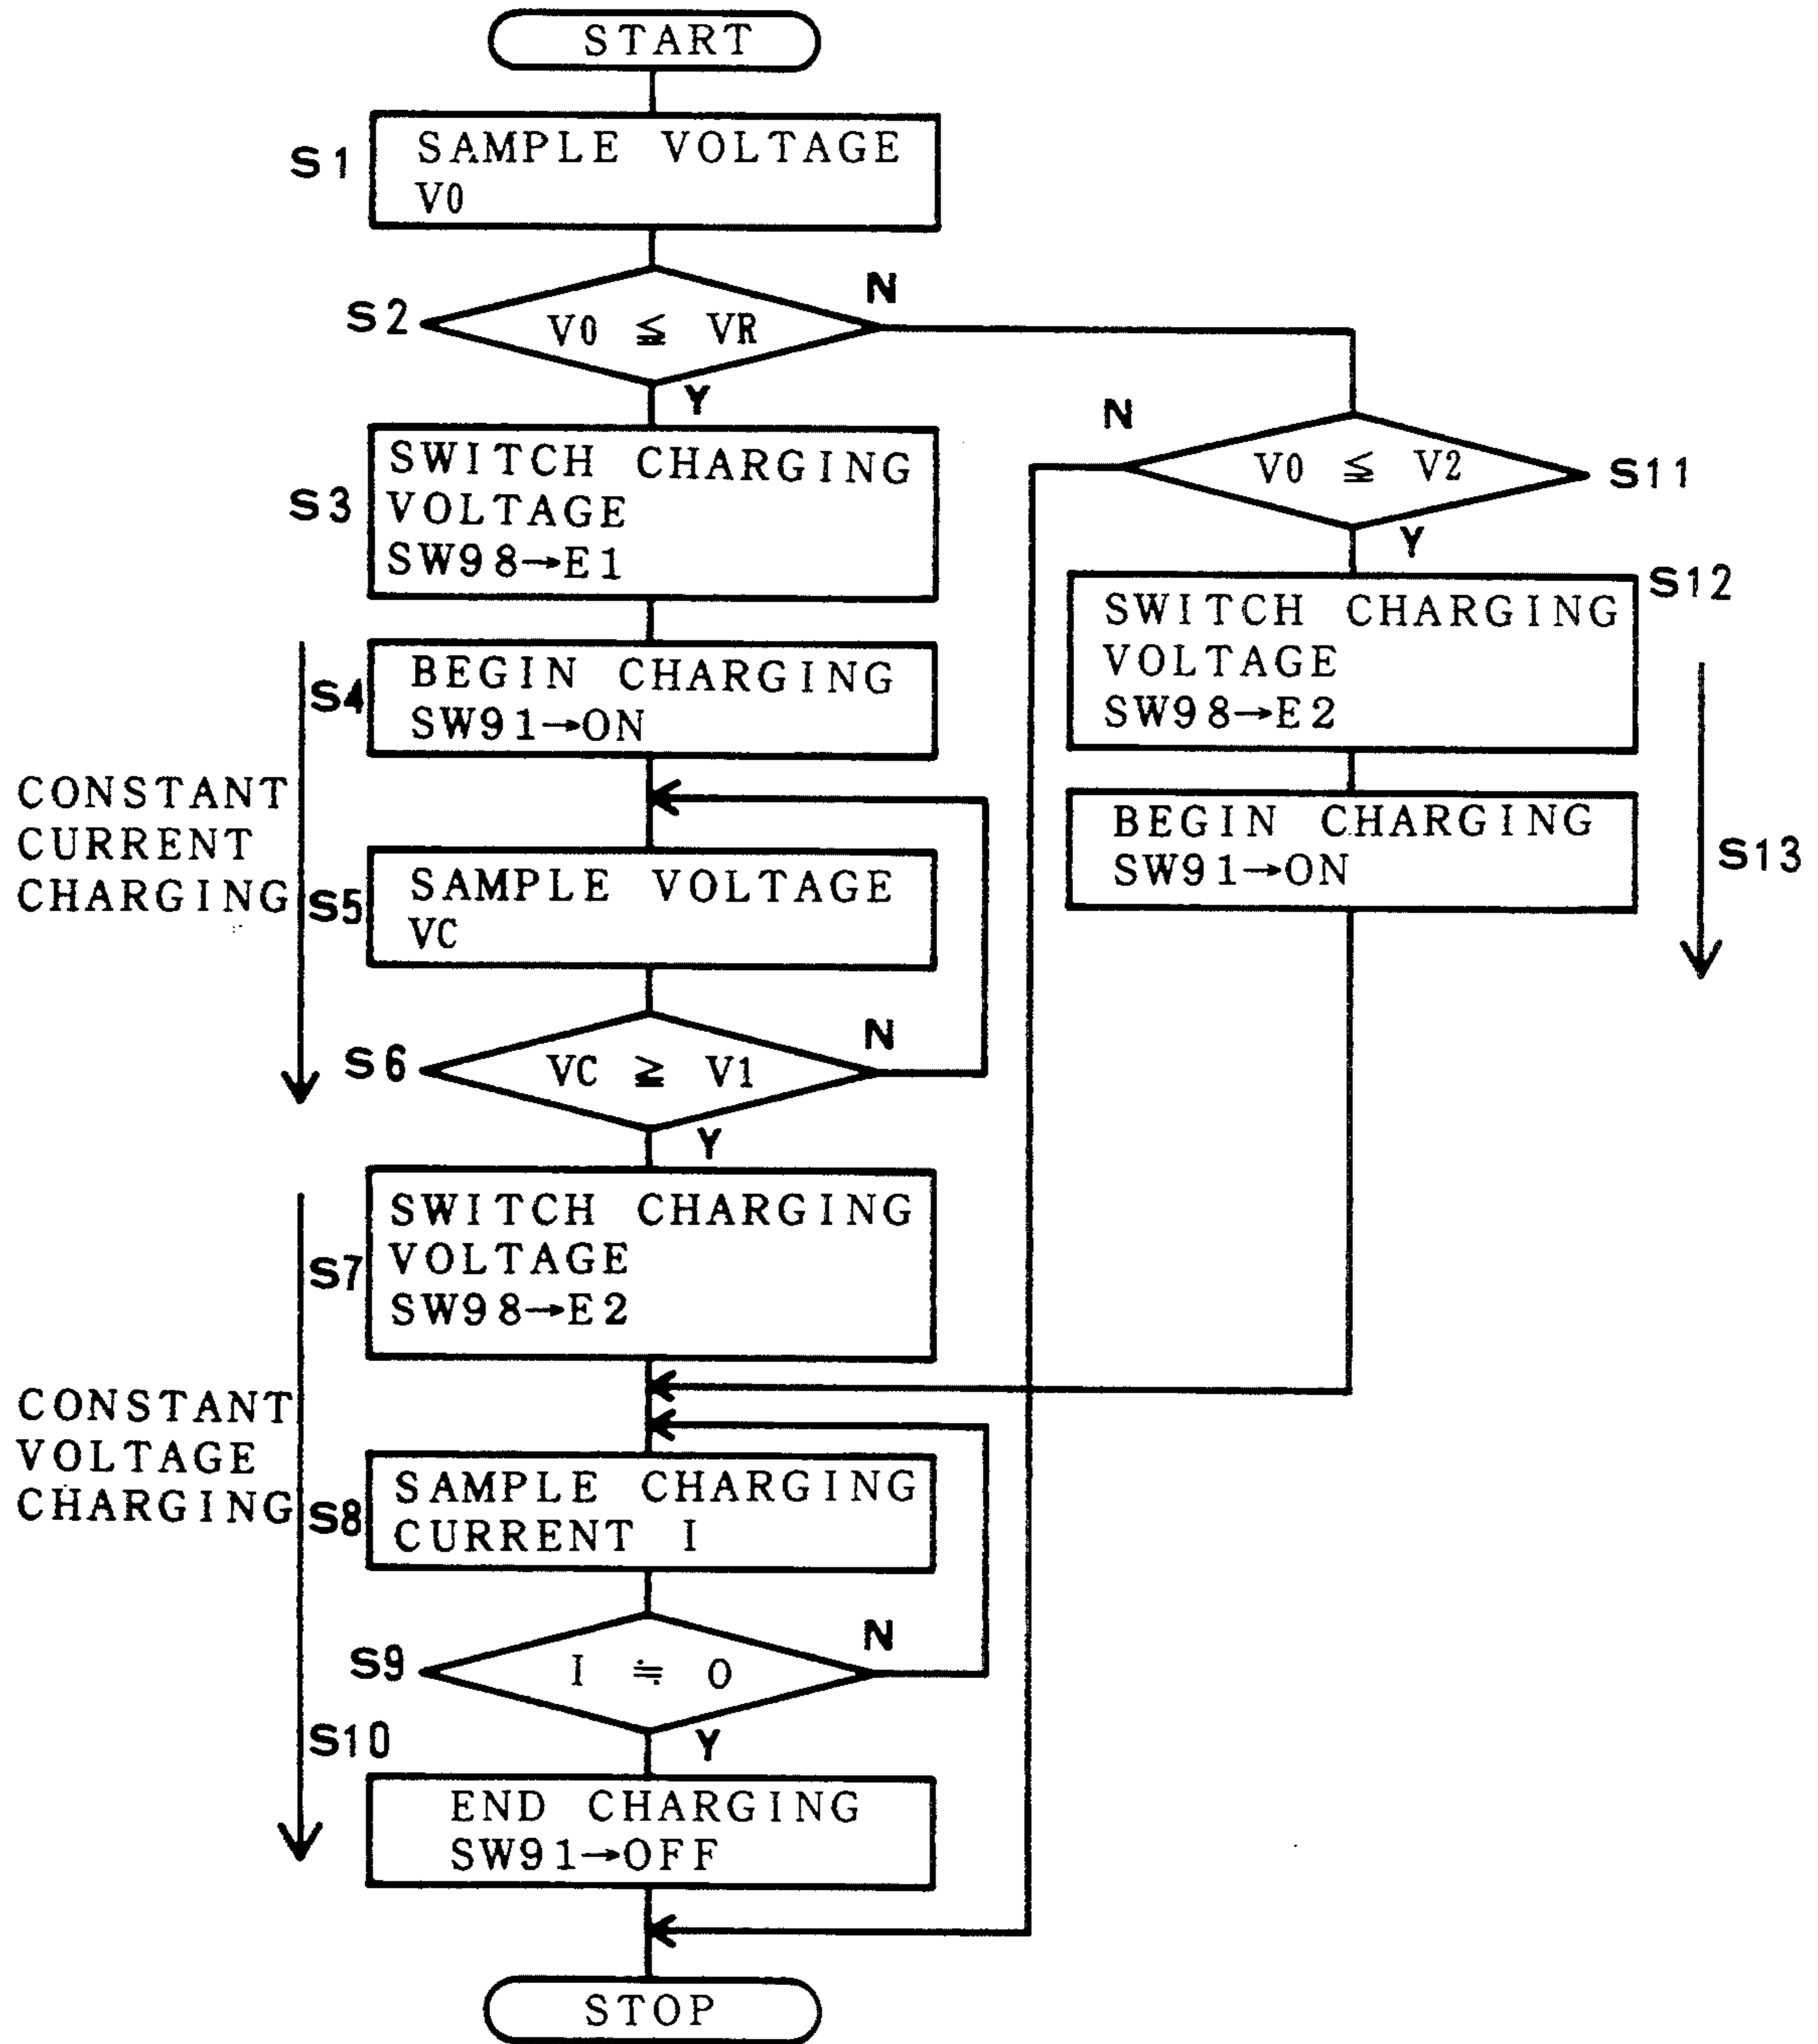 START
S1
SAMPLE VOLTAGE
V0
S2
V0 ≦ VR
N
Y
S3
SWITCH CHARGING
VOLTAGE
SW98→E1
CONSTANT
CURRENT
CHARGING
S4
BEGIN CHARGING
SW91→ON
S5
SAMPLE VOLTAGE
VC
S6
VC ≧ V1
N
Y
CONSTANT
VOLTAGE
CHARGING
S7
SWITCH CHARGING
VOLTAGE
SW98→E2
S8
SAMPLE CHARGING
CURRENT I
S9
I ≒ 0
N
Y
S10
END CHARGING
SW91→OFF
STOP
N
V0 ≦ V2
S11
Y
S12
SWITCH CHARGING
VOLTAGE
SW98→E2
BEGIN CHARGING
SW91→ON
S13